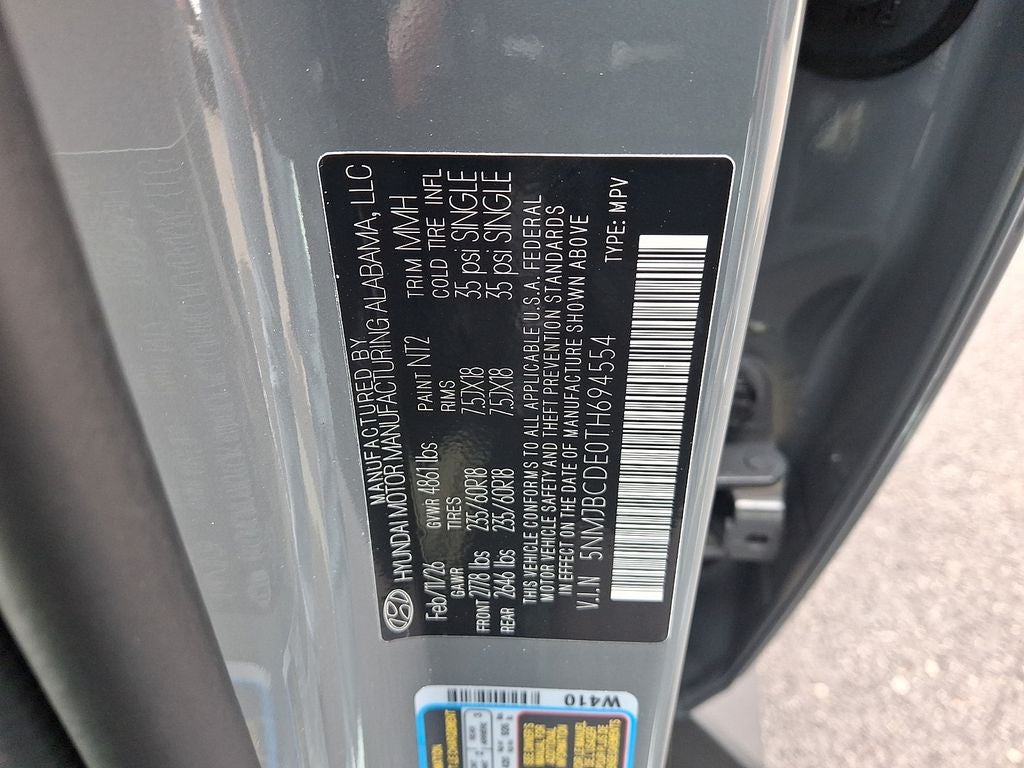 MANUFACTURED BY
HYUNDAI MOTOR MANUFACTURING ALABAMA, LLC
Feb/11/26 GVWR 4861 lbs PAINT NT2 TRIM MMH
GAWR TIRES RIMS COLD TIRE INFL
FRONT 2778 lbs 235/60R18 7.5JX18 35 psi SINGLE
REAR 2646 lbs 235/60R18 7.5JX18 35 psi SINGLE
THIS VEHICLE CONFORMS TO ALL APPLICABLE U.S.A. FEDERAL
MOTOR VEHICLE SAFETY AND THEFT PREVENTION STANDARDS
IN EFFECT ON THE DATE OF MANUFACTURE SHOWN ABOVE
V.I.N 5NMJBCDE0TH694554 TYPE: MPV
W410